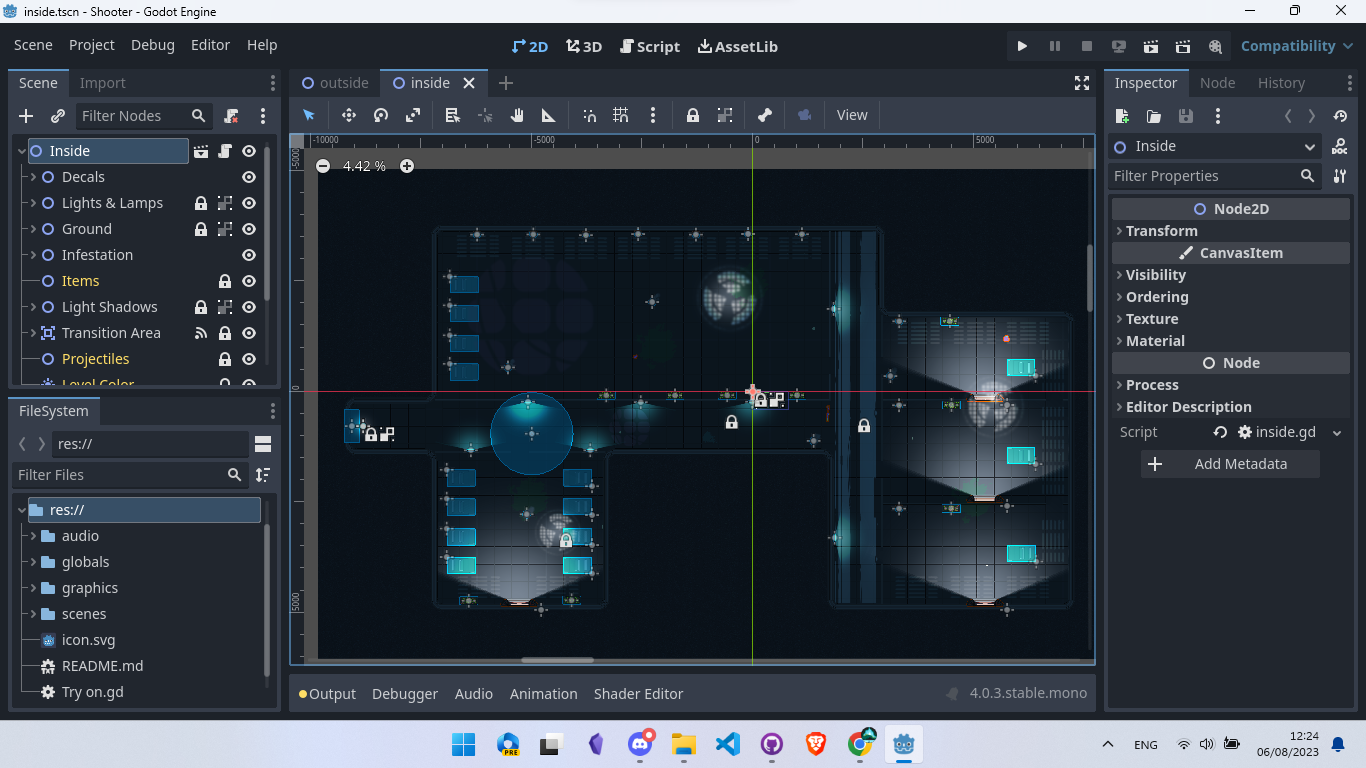 inside.tscn - Shooter - Godot Engine
Scene Project Debug Editor Help
2D 3D Script AssetLib
Compatibility
Scene Import
Filter Nodes
Inside
Decals
Lights & Lamps
Ground
Infestation
Items
Light Shadows
Transition Area
Projectiles
Level Color
FileSystem
res://
Filter Files
res://
audio
globals
graphics
scenes
icon.svg
README.md
Try on.gd
outside inside
View
-10000 -5000 0 5000
-5000
0
5000
4.42 %
Output Debugger Audio Animation Shader Editor
4.0.3.stable.mono
Inspector Node History
Inside
Filter Properties
Node2D
Transform
CanvasItem
Visibility
Ordering
Texture
Material
Node
Process
Editor Description
Script inside.gd
Add Metadata
PRE
ENG
12:24
06/08/2023